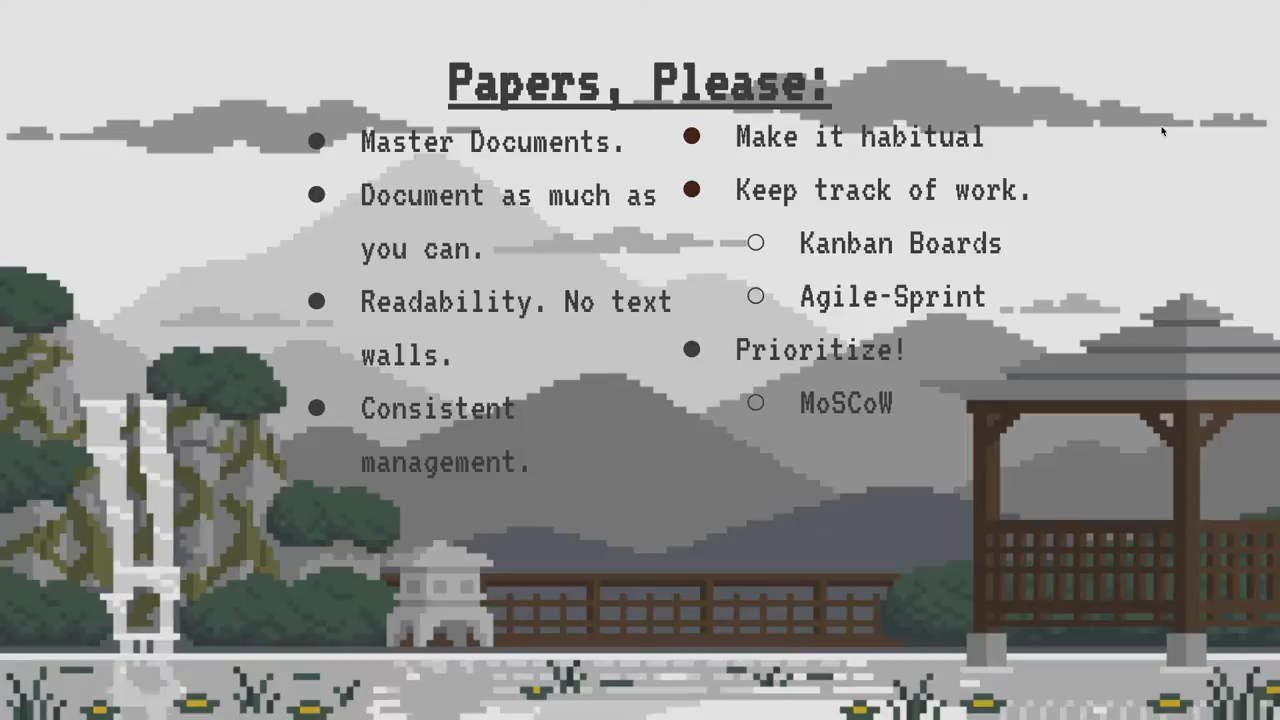 Papers, Please:
Master Documents.
Document as much as
you can.
Readability. No text
walls.
Consistent
management.
Make it habitual
Keep track of work.
Kanban Boards
Agile-Sprint
Prioritize!
MoSCoW